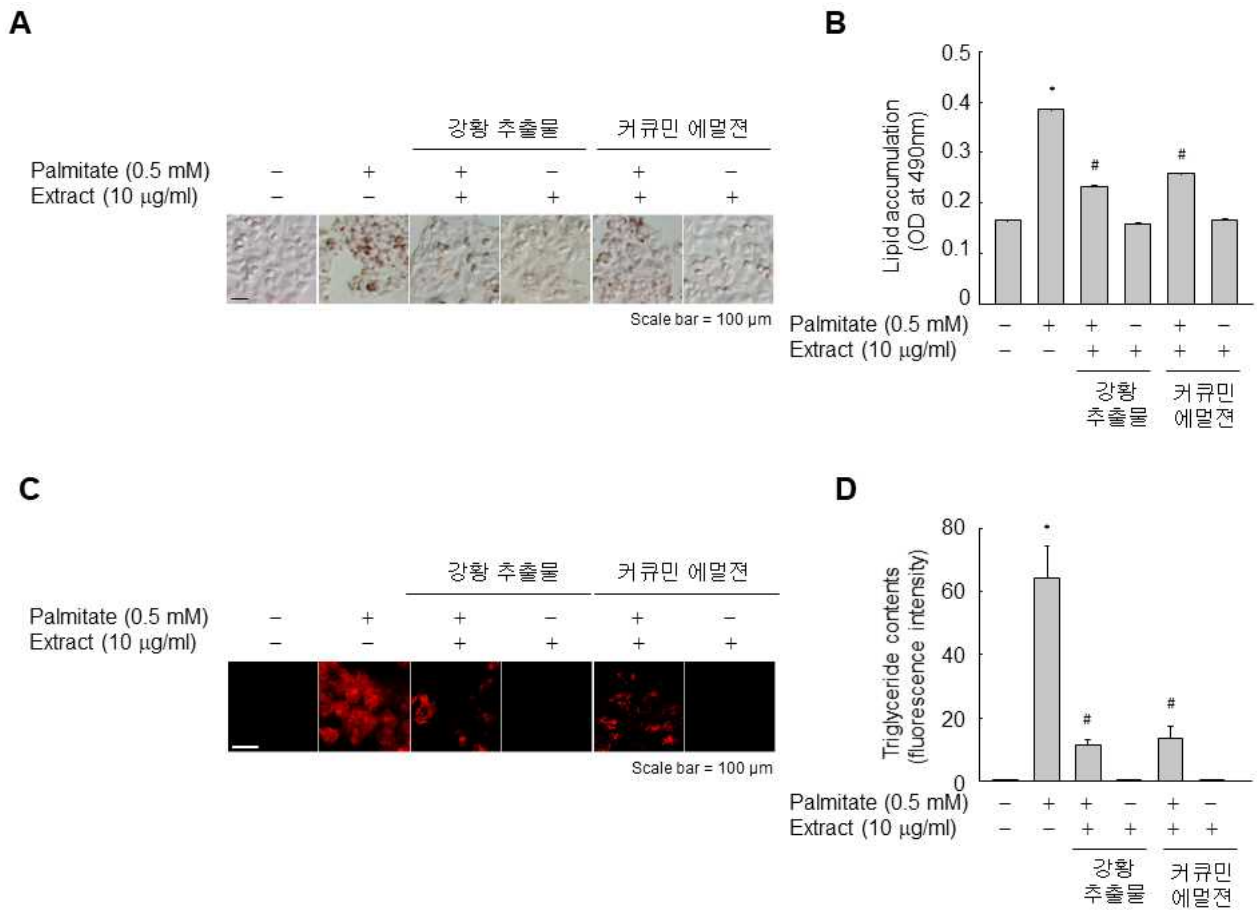 A
강황 추출물 커큐민 에멀젼
Palmitate (0.5 mM) – + + – + –
Extract (10 μg/ml) – – + + + +
Scale bar = 100 μm
B
Lipid accumulation
(OD at 490nm)
0.5
0.4
0.3
0.2
0.1
0
*
# #
Palmitate (0.5 mM) – + + – + –
Extract (10 μg/ml) – – + + + +
강황 커큐민
추출물 에멀젼
C
강황 추출물 커큐민 에멀젼
Palmitate (0.5 mM) – + + – + –
Extract (10 μg/ml) – – + + + +
Scale bar = 100 μm
D
Triglyceride contents
(fluorescence intensity)
80
60
40
20
0
*
# #
Palmitate (0.5 mM) – + + – + –
Extract (10 μg/ml) – – + + + +
강황 커큐민
추출물 에멀젼